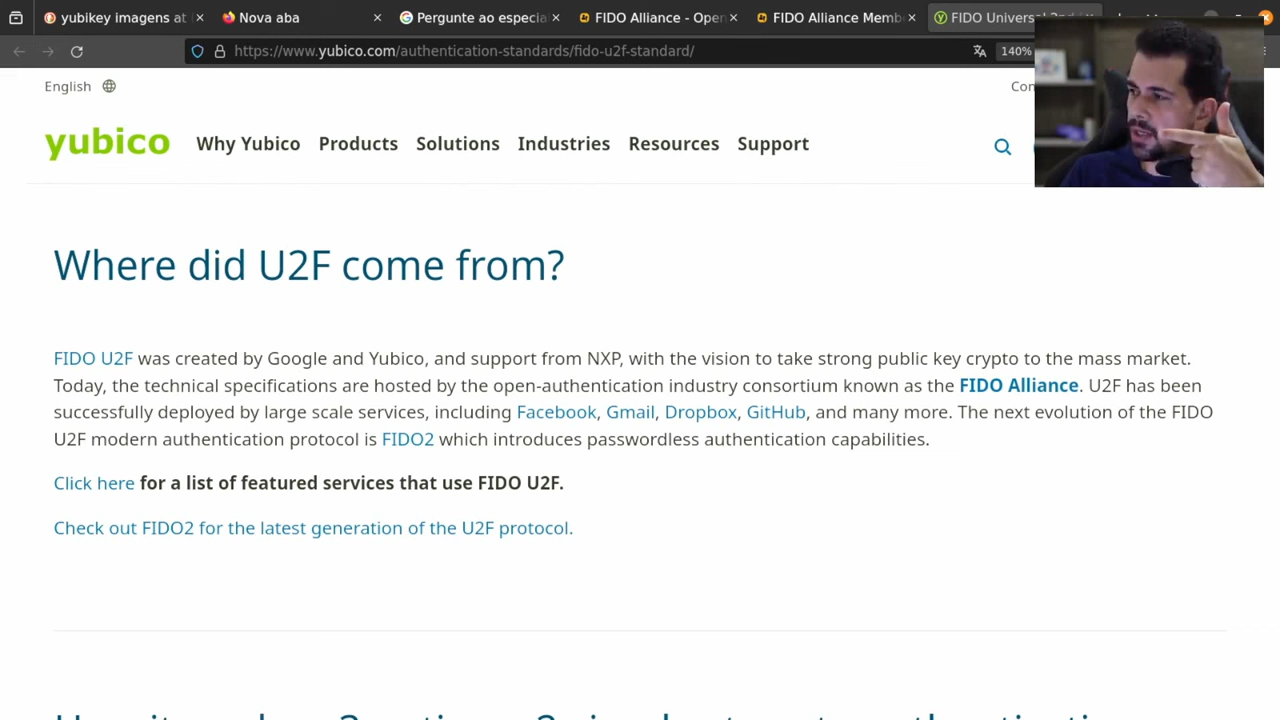 yubikey imagens at
Nova aba
Pergunte ao especia
FIDO Alliance - Open
FIDO Alliance Memb
FIDO Universal 2nd
https://www.yubico.com/authentication-standards/fido-u2f-standard/
140%
English
Con
yubico
Why Yubico Products Solutions Industries Resources Support
Where did U2F come from?
FIDO U2F was created by Google and Yubico, and support from NXP, with the vision to take strong public key crypto to the mass market.
Today, the technical specifications are hosted by the open-authentication industry consortium known as the FIDO Alliance. U2F has been
successfully deployed by large scale services, including Facebook, Gmail, Dropbox, GitHub, and many more. The next evolution of the FIDO
U2F modern authentication protocol is FIDO2 which introduces passwordless authentication capabilities.
Click here for a list of featured services that use FIDO U2F.
Check out FIDO2 for the latest generation of the U2F protocol.